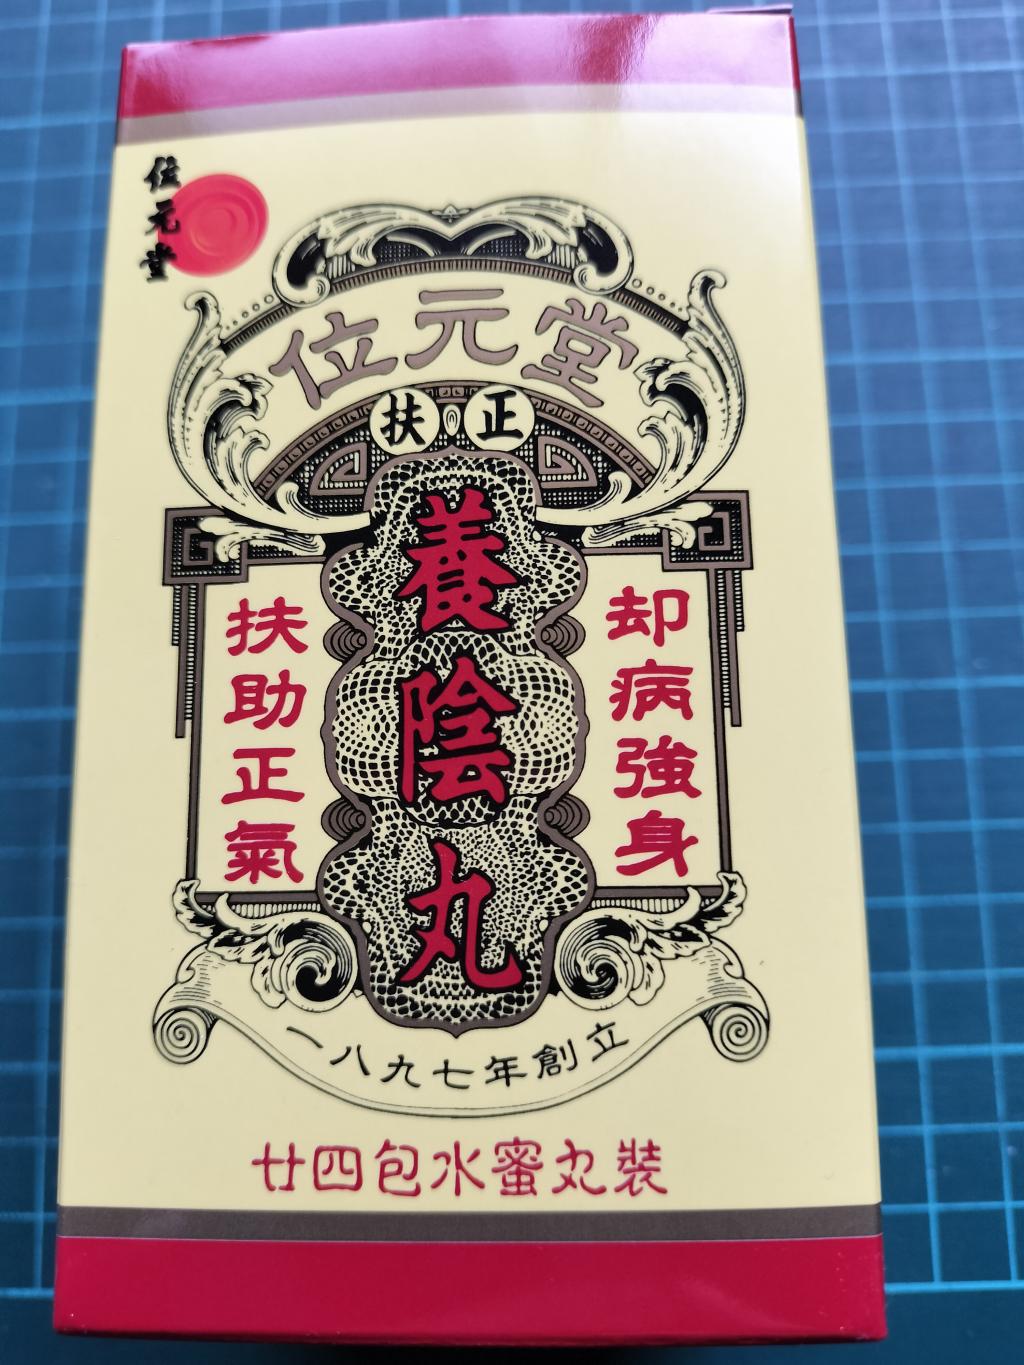 位元堂
位元堂
扶正
養陰丸
却病強身
扶助正氣
一八九七年創立
廿四包水蜜丸裝